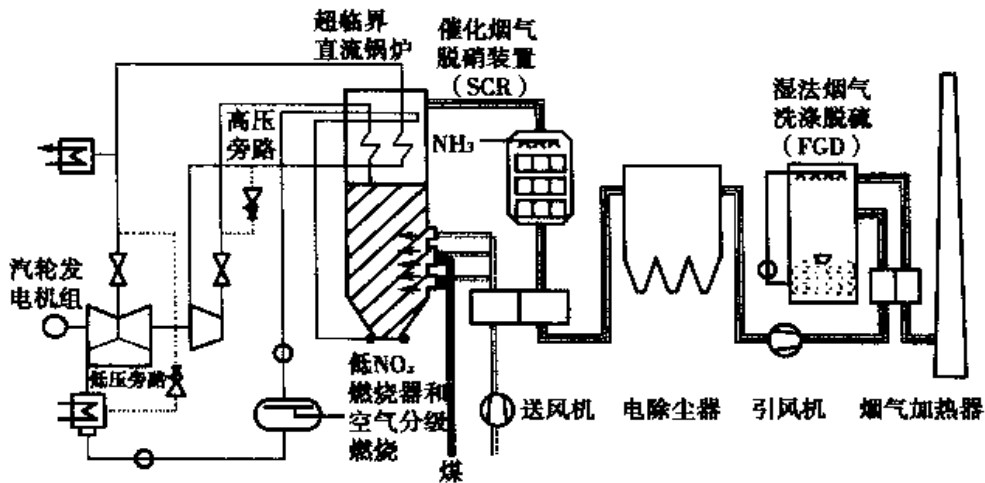 超临界
直流锅炉
催化烟气
脱硝装置
(SCR)
湿法烟气
洗涤脱硫
(FGD)
高压
旁路
NH₃
汽轮发
电机组
低压旁路
低NOₓ
燃烧器和
空气分级
燃烧
煤
送风机
电除尘器
引风机
烟气加热器